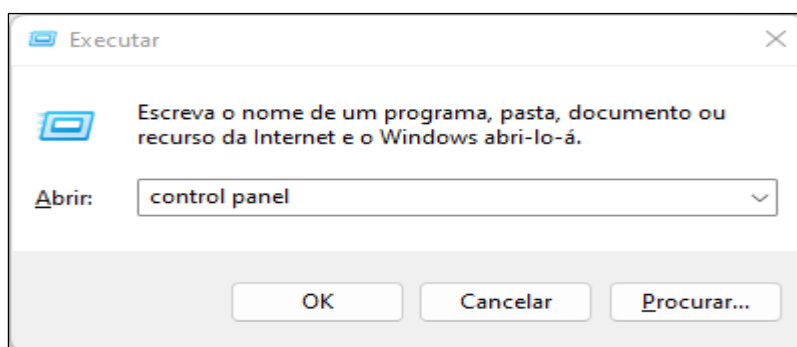 Executar
Escreva o nome de um programa, pasta, documento ou
recurso da Internet e o Windows abri-lo-á.
Abrir: control panel
OK Cancelar Procurar...